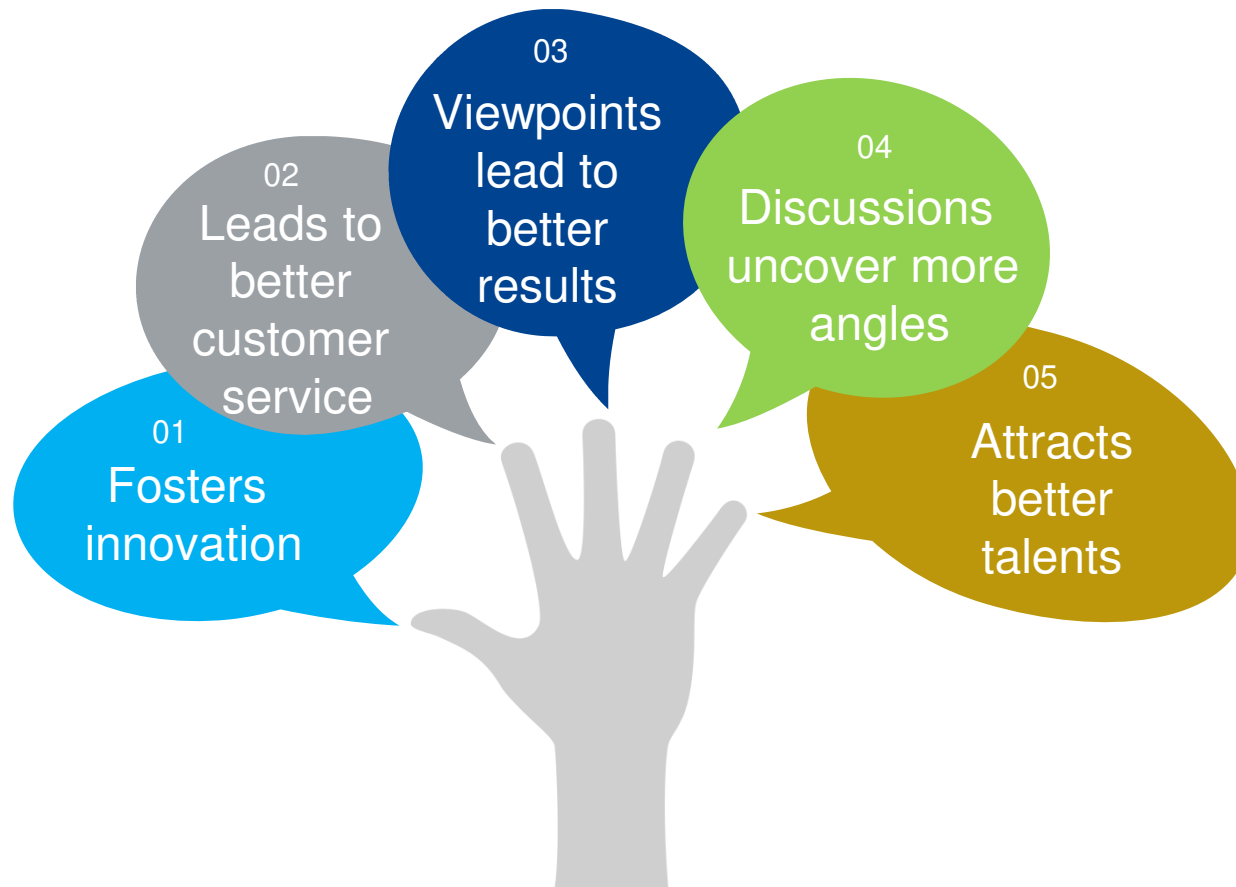 01
Fosters
innovation
02
Leads to
better
customer
service
03
Viewpoints
lead to
better
results
04
Discussions
uncover more
angles
05
Attracts
better
talents